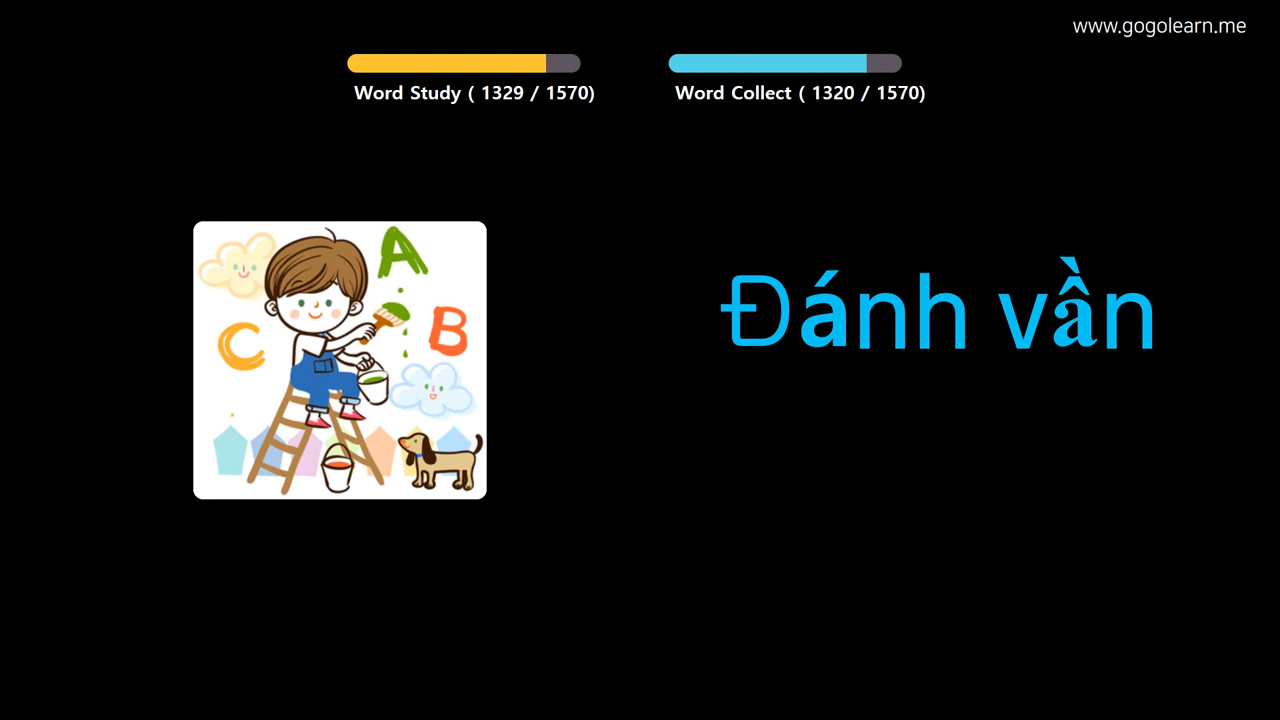 www.gogolearn.me
Word Study ( 1329 / 1570)
Word Collect ( 1320 / 1570)
A
B
C
Đánh vần